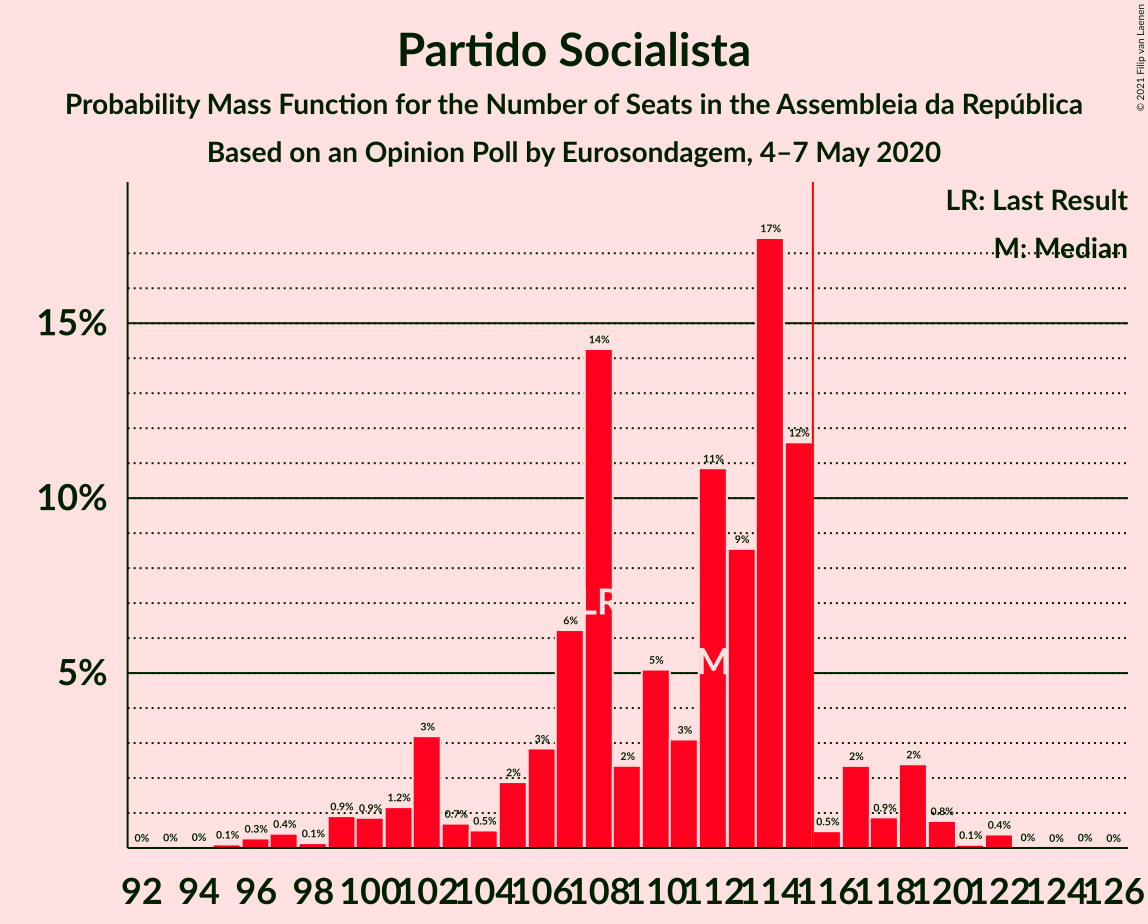 Partido Socialista
Probability Mass Function for the Number of Seats in the Assembleia da República
Based on an Opinion Poll by Eurosondagem, 4–7 May 2020
© 2021 Filip van Laenen
LR: Last Result
M: Median
15%
10%
5%
0% 0% 0% 0.1% 0.3% 0.4% 0.1% 0.9% 0.9% 1.2% 3% 0.7% 0.5% 2% 3% 6% 14% 2% 5% 3% 11% 9% 17% 12% 0.5% 2% 0.9% 2% 0.8% 0.1% 0.4% 0% 0% 0% 0%
LR
M
92 94 96 98 100 102 104 106 108 110 112 114 116 118 120 122 124 126